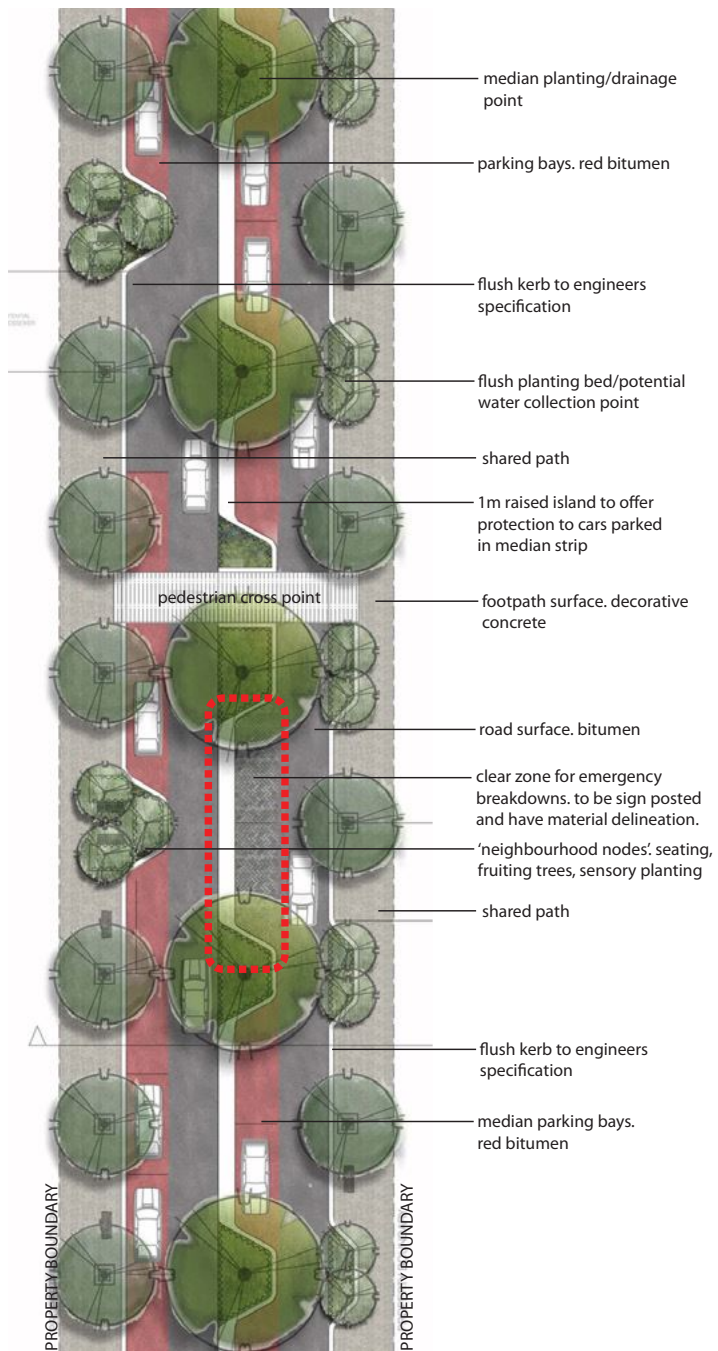 median planting/drainage
point
parking bays. red bitumen
flush kerb to engineers
specification
flush planting bed/potential
water collection point
shared path
1m raised island to offer
protection to cars parked
in median strip
pedestrian cross point
footpath surface. decorative
concrete
road surface. bitumen
clear zone for emergency
breakdowns. to be sign posted
and have material delineation.
‘neighbourhood nodes’. seating,
fruiting trees, sensory planting
shared path
flush kerb to engineers
specification
median parking bays.
red bitumen
PROPERTY BOUNDARY
PROPERTY BOUNDARY